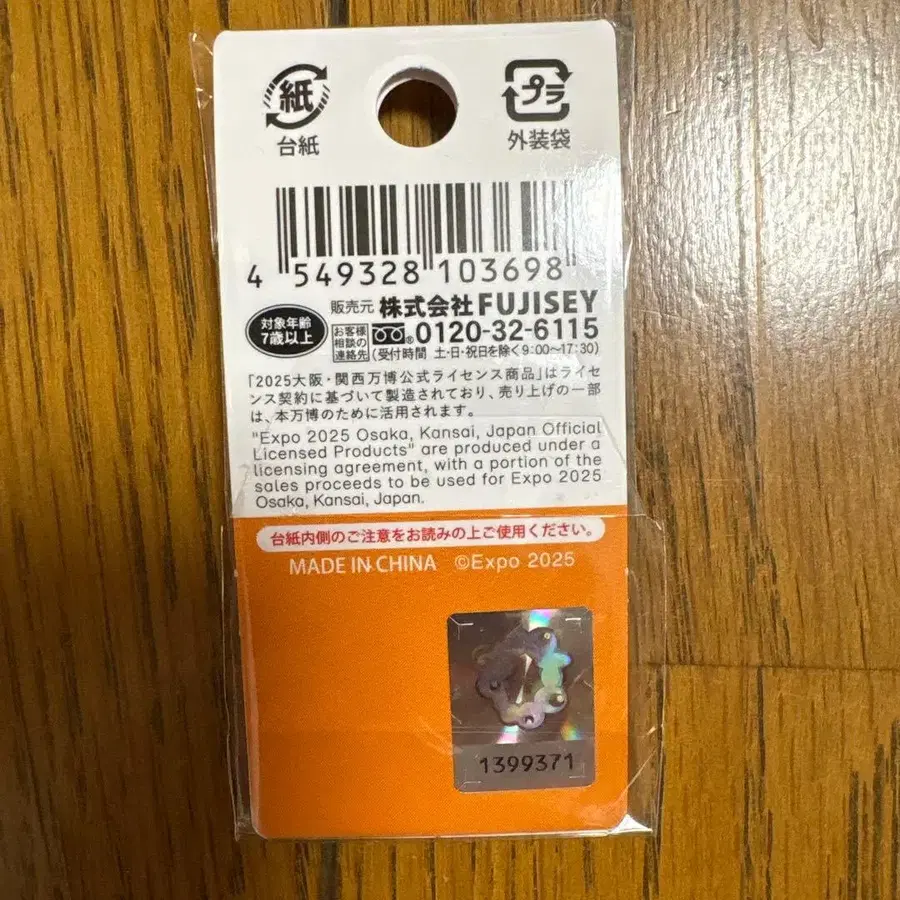 紙
台紙
プラ
外装袋
4 549328 103698
販売元 株式会社 FUJISEY
対象年齢
7歳以上
お客様
相談の
連絡先
0120-32-6115
(受付時間 土・日・祝日を除く9:00〜17:30)
「2025大阪・関西万博公式ライセンス商品」はライセ
ンス契約に基づいて製造されており、売り上げの一部
は、本万博のために活用されます。
"Expo 2025 Osaka, Kansai, Japan Official
Licensed Products" are produced under a
licensing agreement, with a portion of the
sales proceeds to be used for Expo 2025
Osaka, Kansai, Japan.
台紙内側のご注意をお読みの上ご使用ください。
MADE IN CHINA ©Expo 2025
1399371